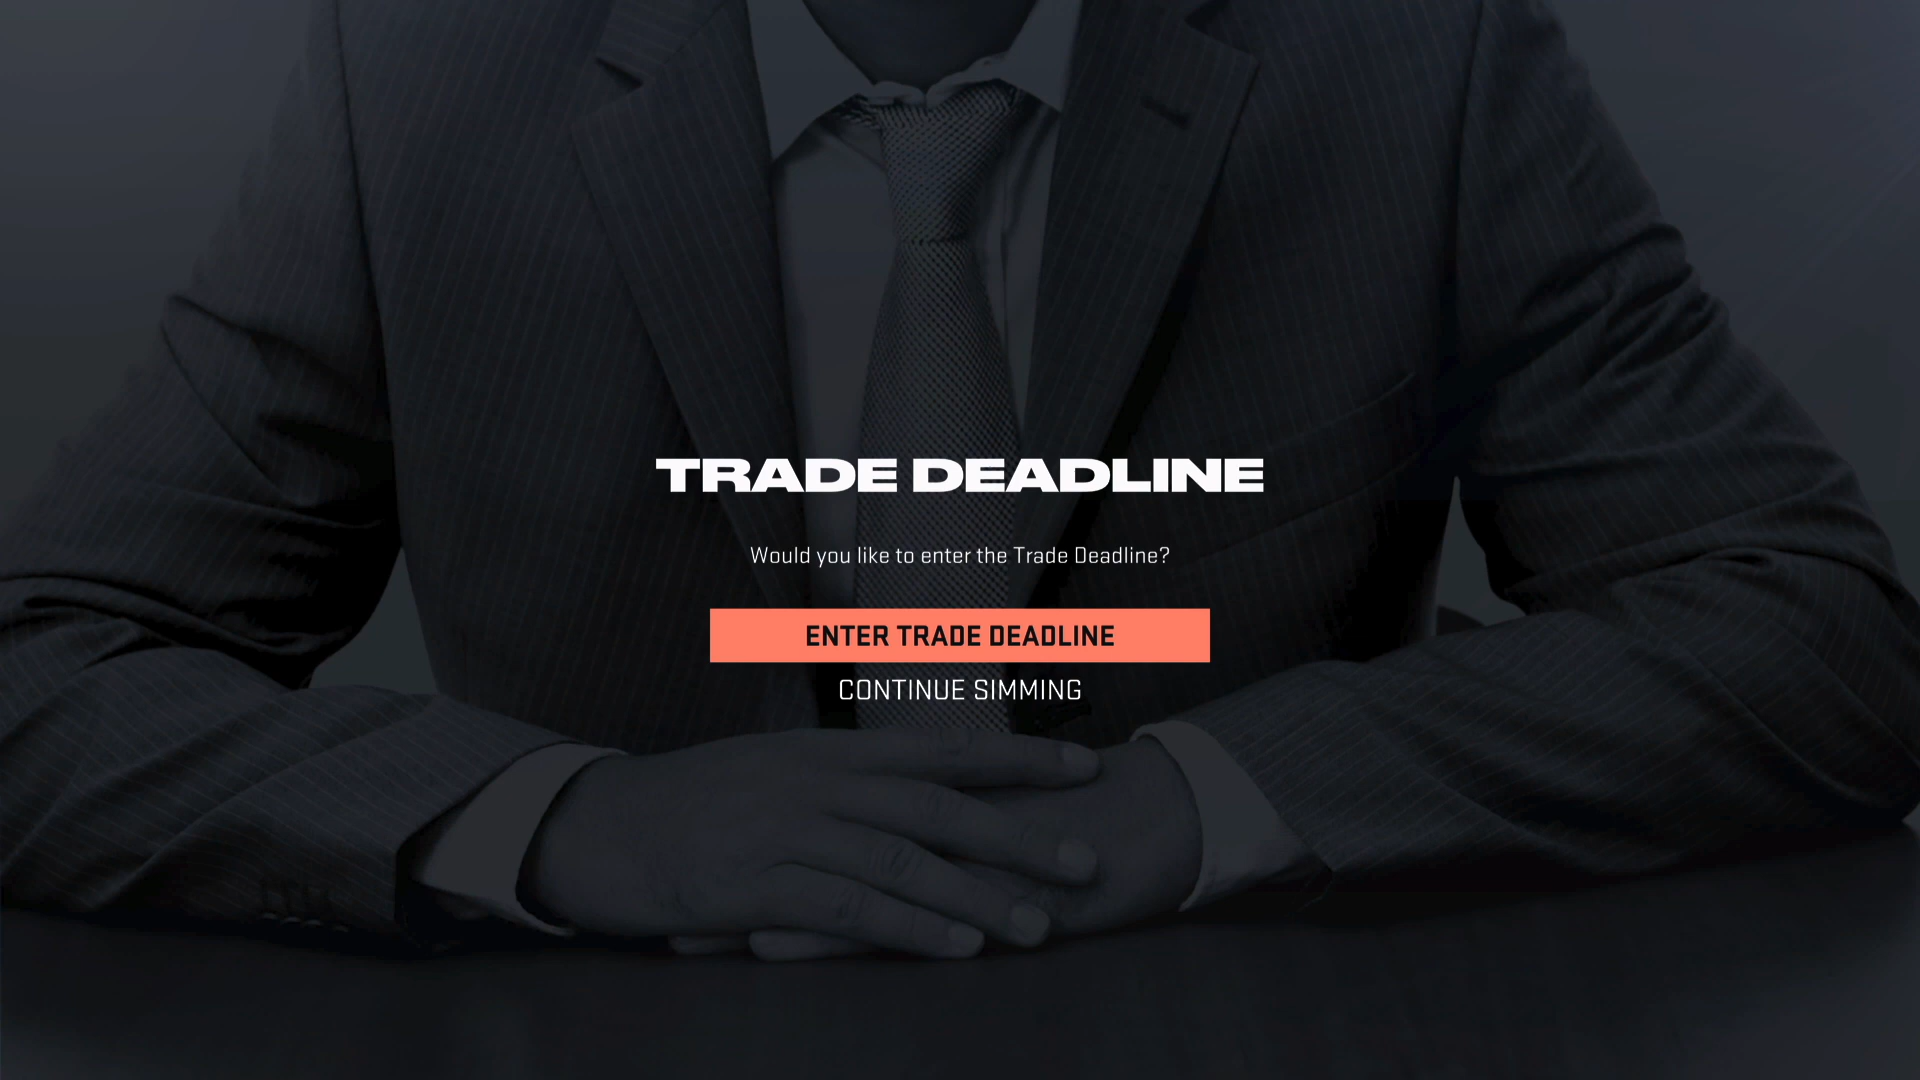 TRADE DEADLINE
Would you like to enter the Trade Deadline?
ENTER TRADE DEADLINE
CONTINUE SIMMING